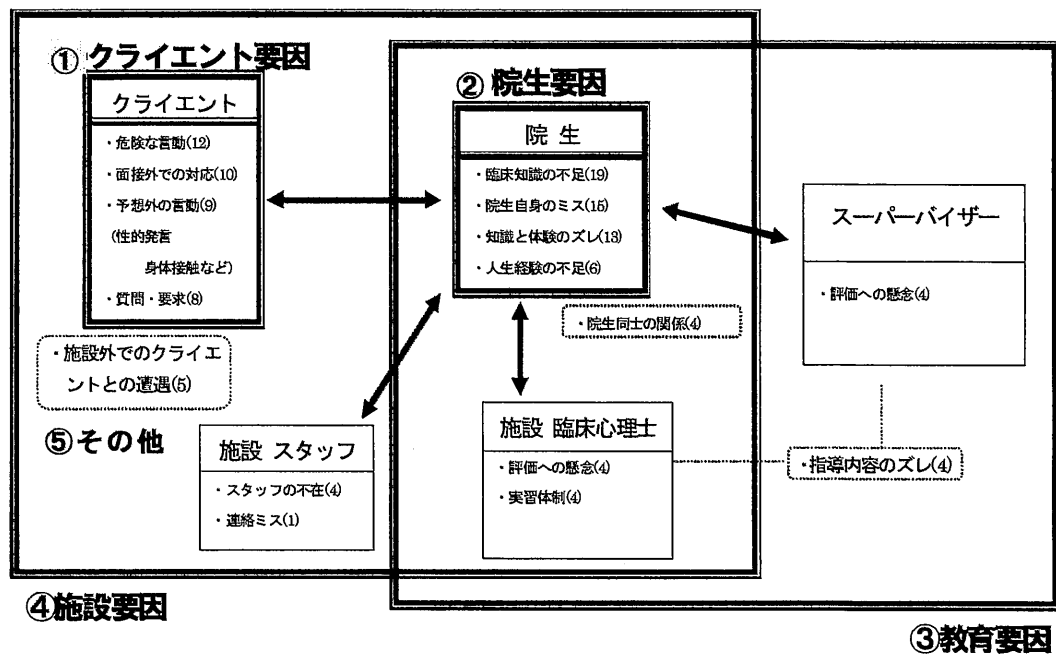 ① クライエント要因
クライエント
・危険な言動(12)
・面接外での対応(10)
・予想外の言動(9)
(性的発言
身体接触など)
・質問・要求(8)
・施設外でのクライエ
ントとの遭遇(5)
⑤その他
② 院生要因
院 生
・臨床知識の不足(19)
・院生自身のミス(15)
・知識と体験のズレ(13)
・人生経験の不足(6)
・院生同士の関係(4)
スーパーバイザー
・評価への懸念(4)
施設 スタッフ
・スタッフの不在(4)
・連絡ミス(1)
施設 臨床心理士
・評価への懸念(4)
・実習体制(4)
・指導内容のズレ(4)
④施設要因
③教育要因